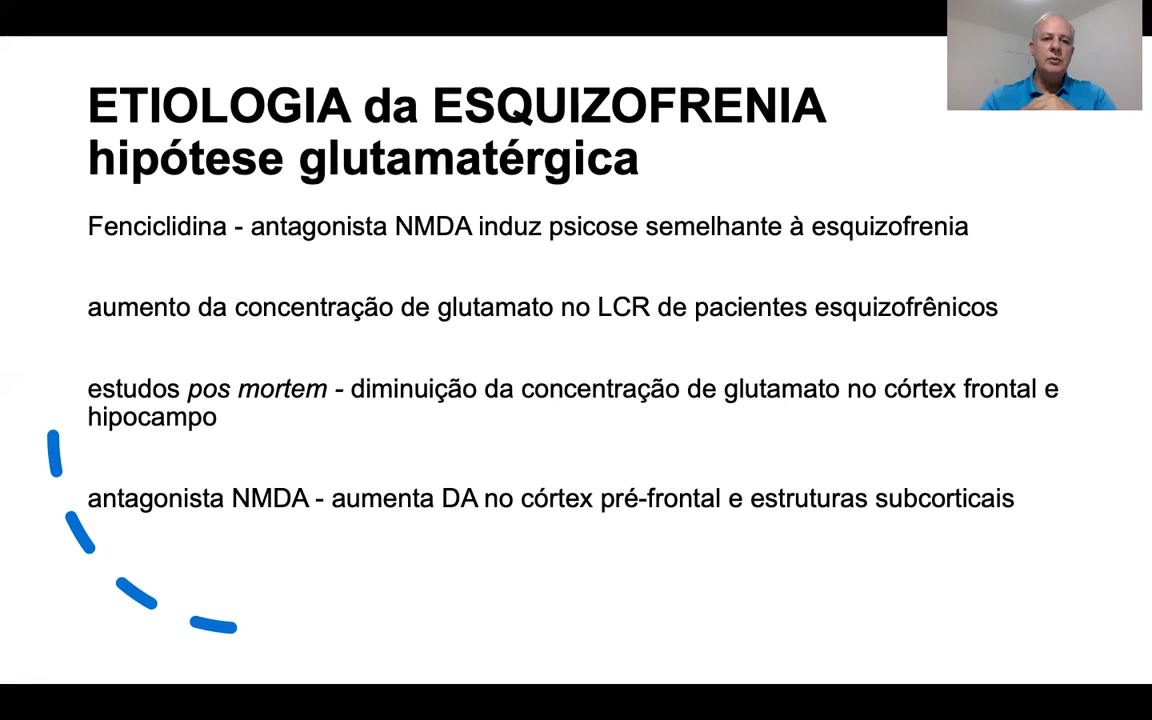 ETIOLOGIA da ESQUIZOFRENIA
hipótese glutamatérgica
Fenciclidina - antagonista NMDA induz psicose semelhante à esquizofrenia
aumento da concentração de glutamato no LCR de pacientes esquizofrênicos
estudos pos mortem - diminuição da concentração de glutamato no córtex frontal e
hipocampo
antagonista NMDA - aumenta DA no córtex pré-frontal e estruturas subcorticais